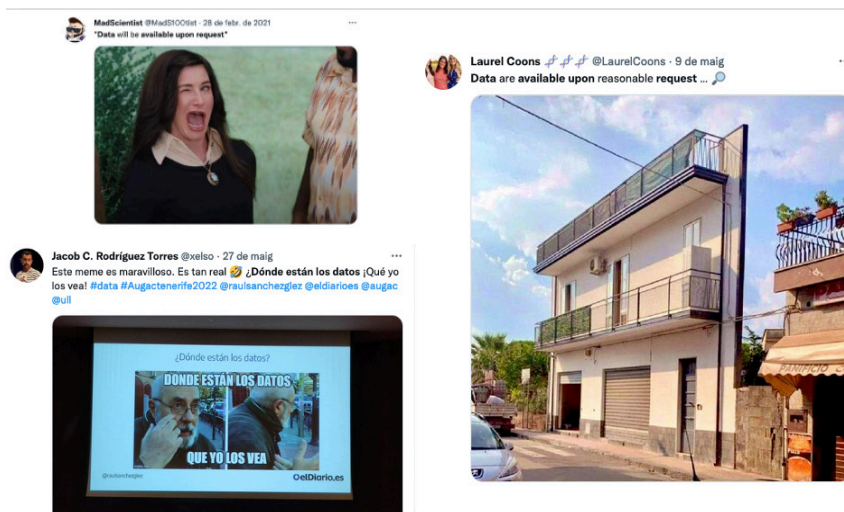 MadScientist @MadS100tist · 28 de febr. de 2021
"Data will be available upon request"
Laurel Coons 🧬🧬🧬 @LaurelCoons · 9 de maig
Data are available upon reasonable request ... 🔎
Jacob C. Rodríguez Torres @xelso · 27 de maig
Este meme es maravilloso. Es tan real 🤣 ¿Dónde están los datos ¡Qué yo
los vea! #data #Augactenerife2022 @raulsanchezglez @eldiarioes @augac
@ull
¿Dónde están los datos?
DONDE ESTÁN LOS DATOS
QUE YO LOS VEA
@raulsanchezglez
elDiario.es
PANIFICIO